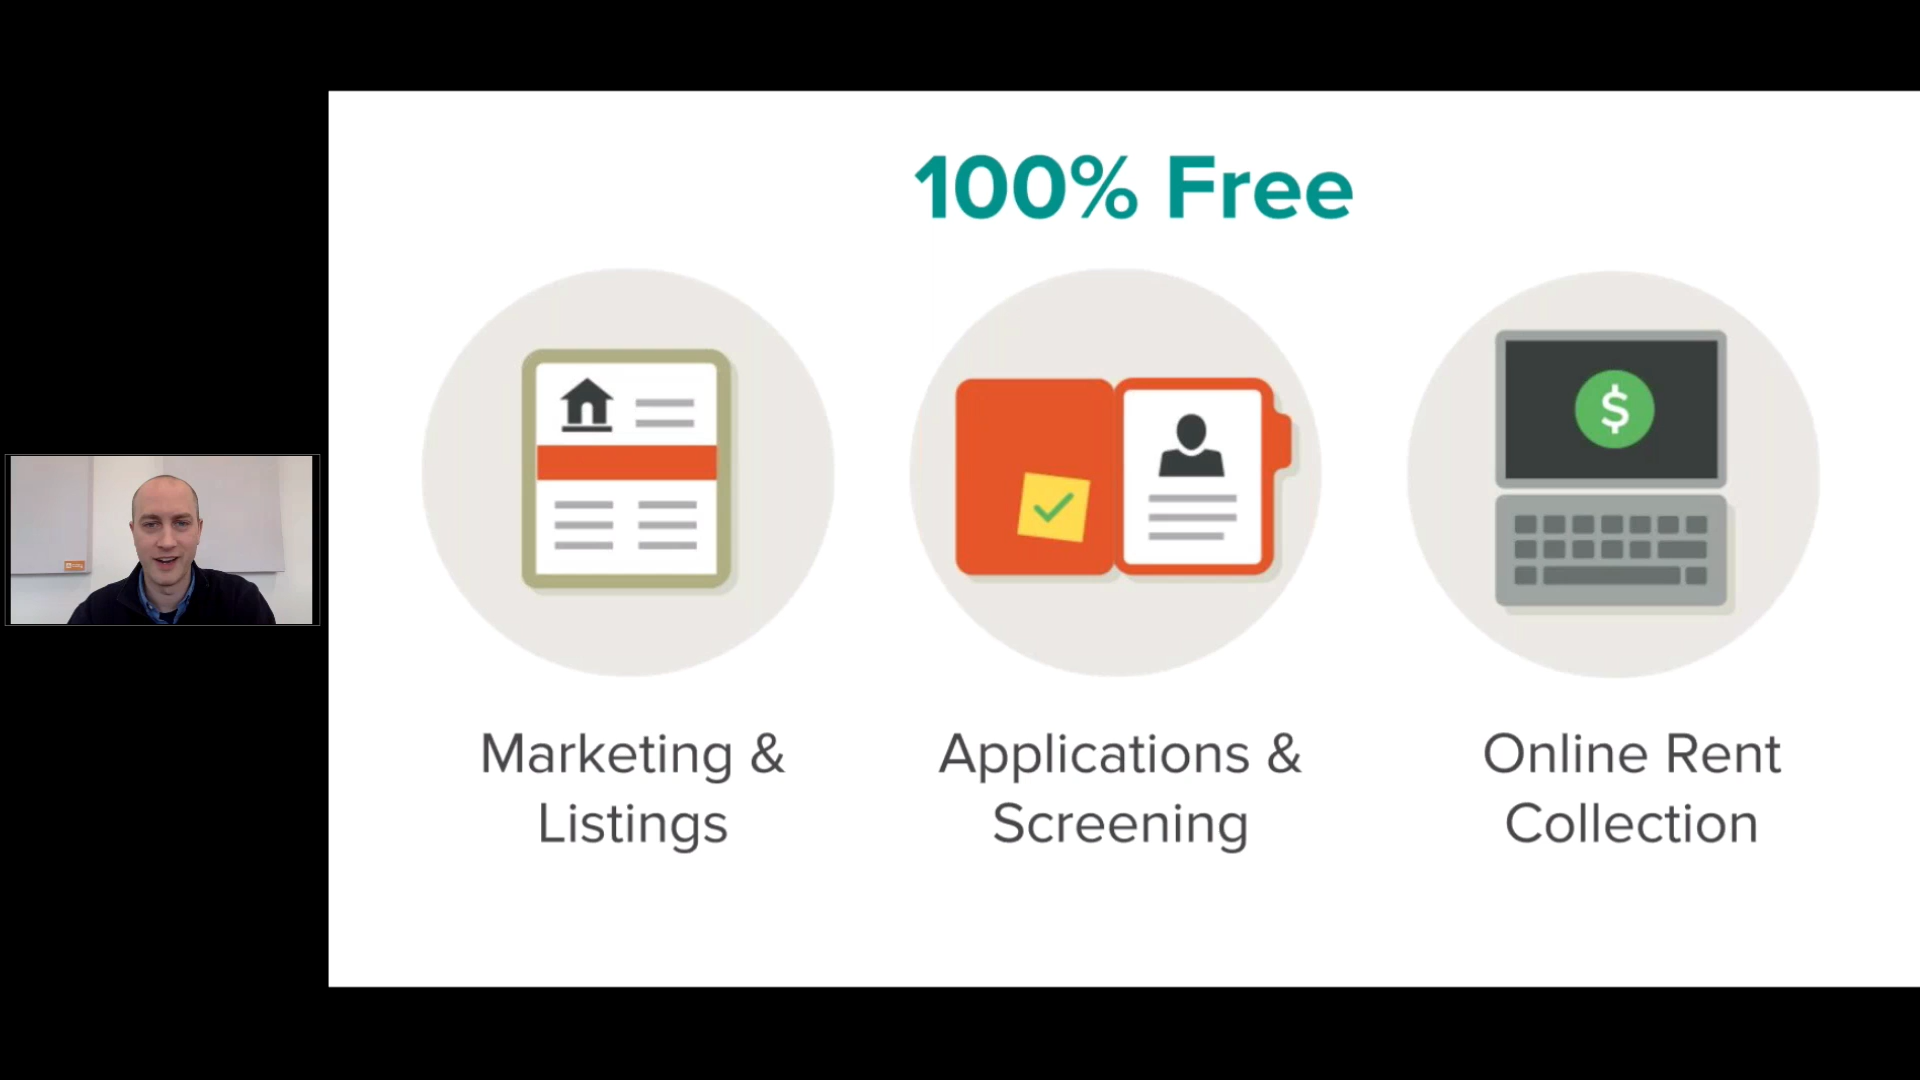 100% Free
Marketing &
Listings
Applications &
Screening
Online Rent
Collection
$